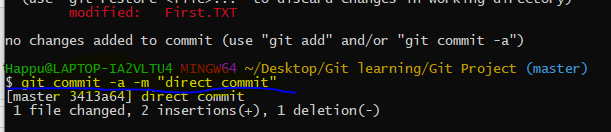 (use "git restore <file>..." to discard changes in working directory)
modified:   First.TXT
no changes added to commit (use "git add" and/or "git commit -a")
Happu@LAPTOP-IA2VLTU4 MINGW64 ~/Desktop/Git learning/Git Project (master)
$ git commit -a -m "direct commit"
[master 3413a64] direct commit
 1 file changed, 2 insertions(+), 1 deletion(-)